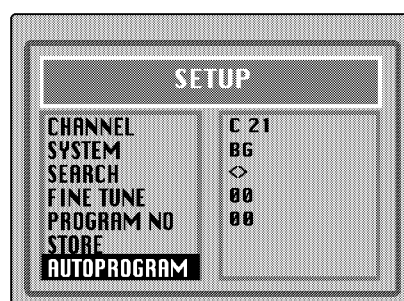 SETUP
CHANNEL C 21
SYSTEM BG
SEARCH <>
FINE TUNE 00
PROGRAM NO 00
STORE
AUTOPROGRAM